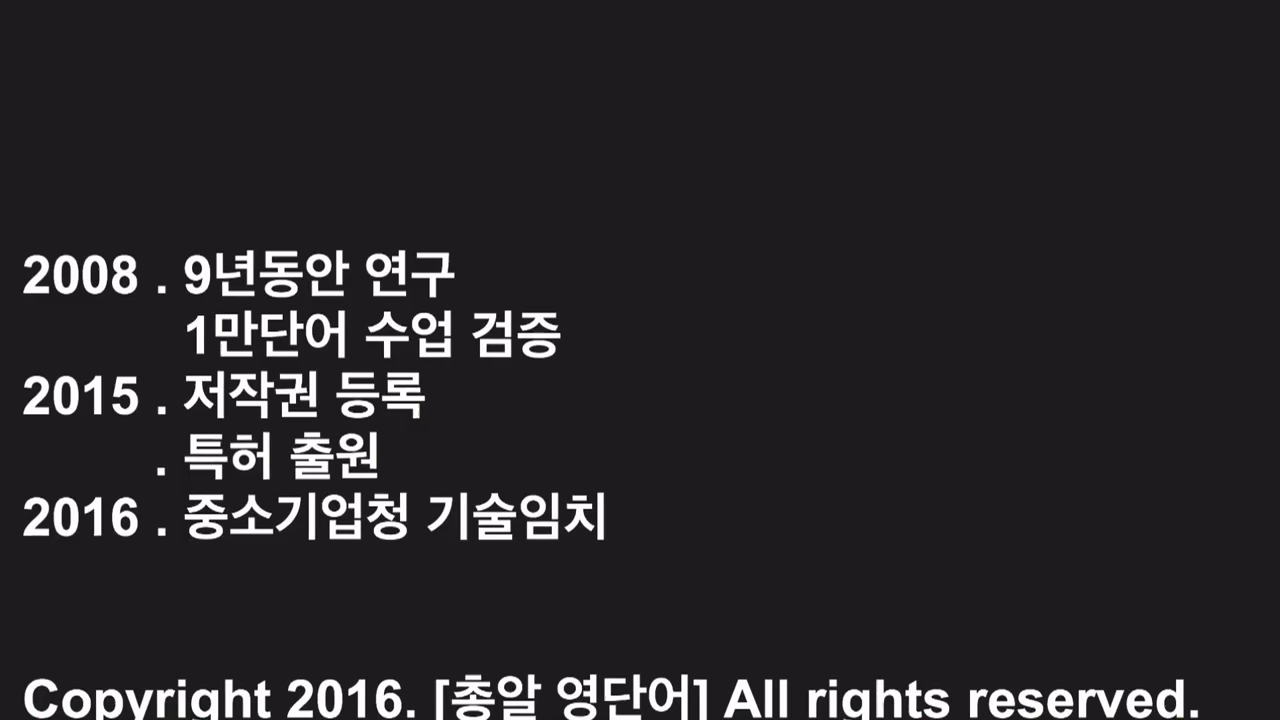 2008 . 9년동안 연구
1만단어 수업 검증
2015 . 저작권 등록
. 특허 출원
2016 . 중소기업청 기술임치
Copyright 2016. [총알 영단어] All rights reserved.